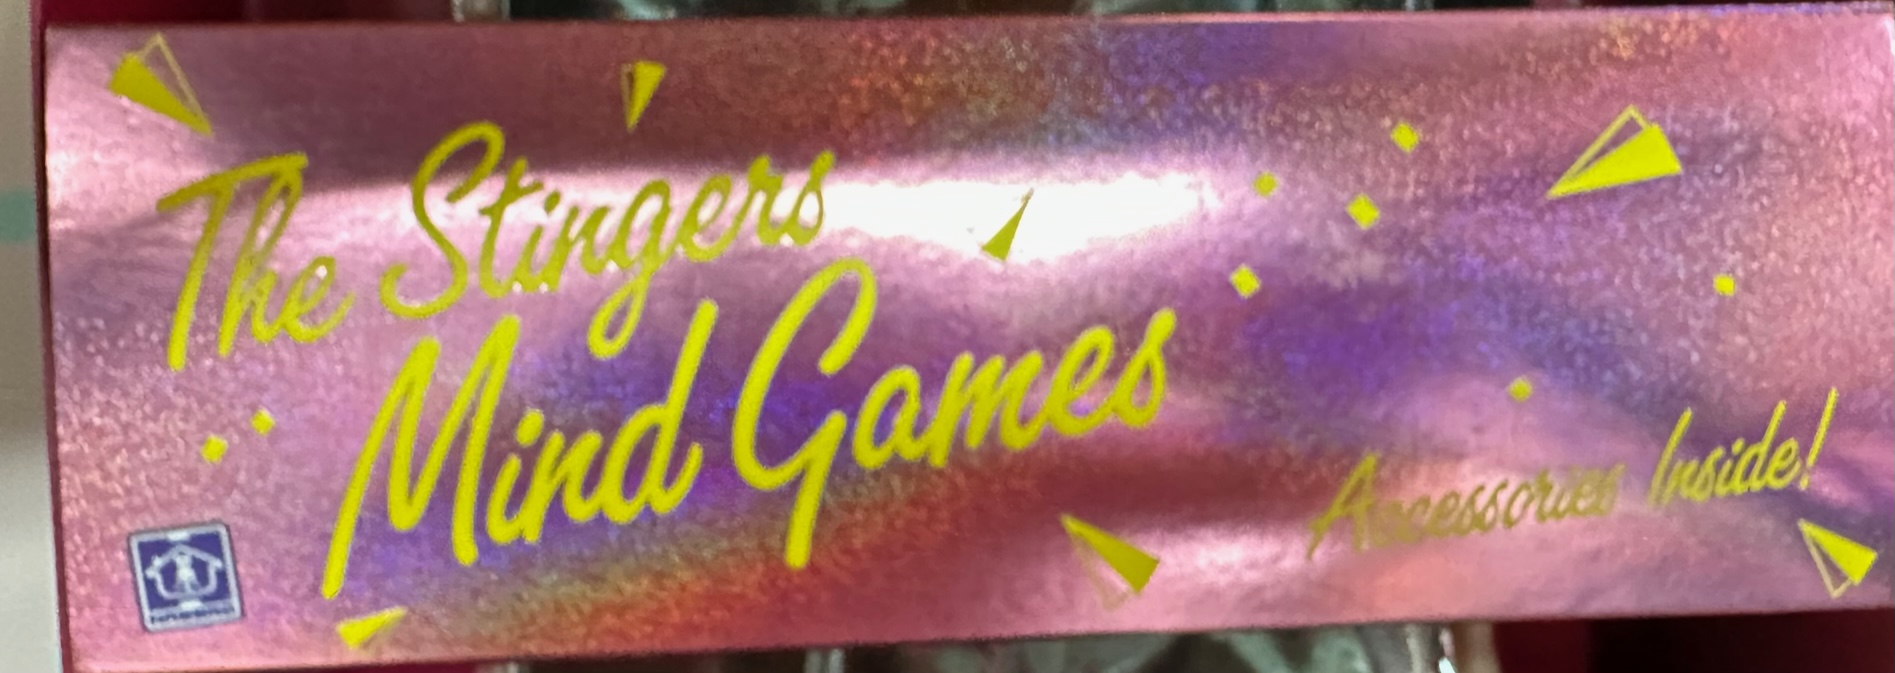 The Stingers
Mind Games
Accessories Inside!